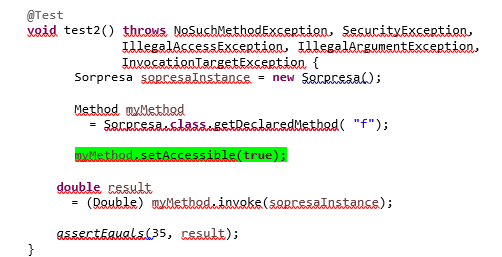 @Test
void test2() throws NoSuchMethodException, SecurityException,
IllegalAccessException, IllegalArgumentException,
InvocationTargetException {
Sorpresa sopresaInstance = new Sorpresa();
Method myMethod
= Sorpresa.class.getDeclaredMethod( "f");
myMethod.setAccessible(true);
double result
= (Double) myMethod.invoke(sopresaInstance);
assertEquals(35, result);
}